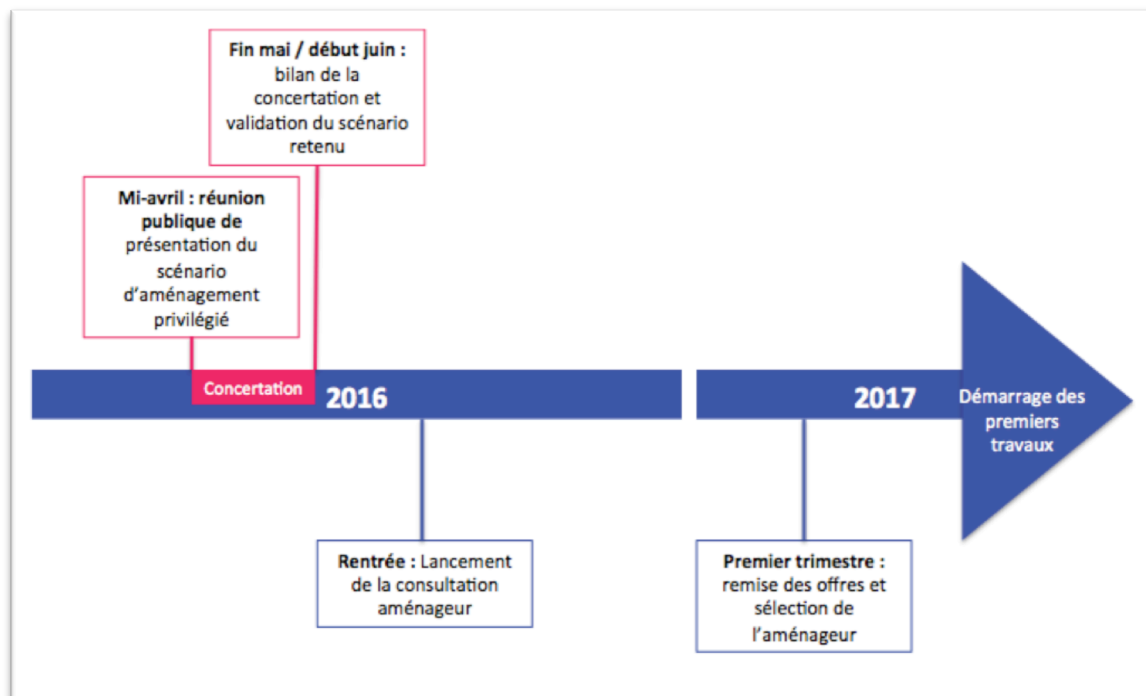 Fin mai / début juin :
bilan de la
concertation et
validation du scénario
retenu
Mi-avril : réunion
publique de
présentation du
scénario
d'aménagement
privilégié
Concertation
2016
2017
Démarrage des
premiers
travaux
Rentrée : Lancement
de la consultation
aménageur
Premier trimestre :
remise des offres et
sélection de
l'aménageur